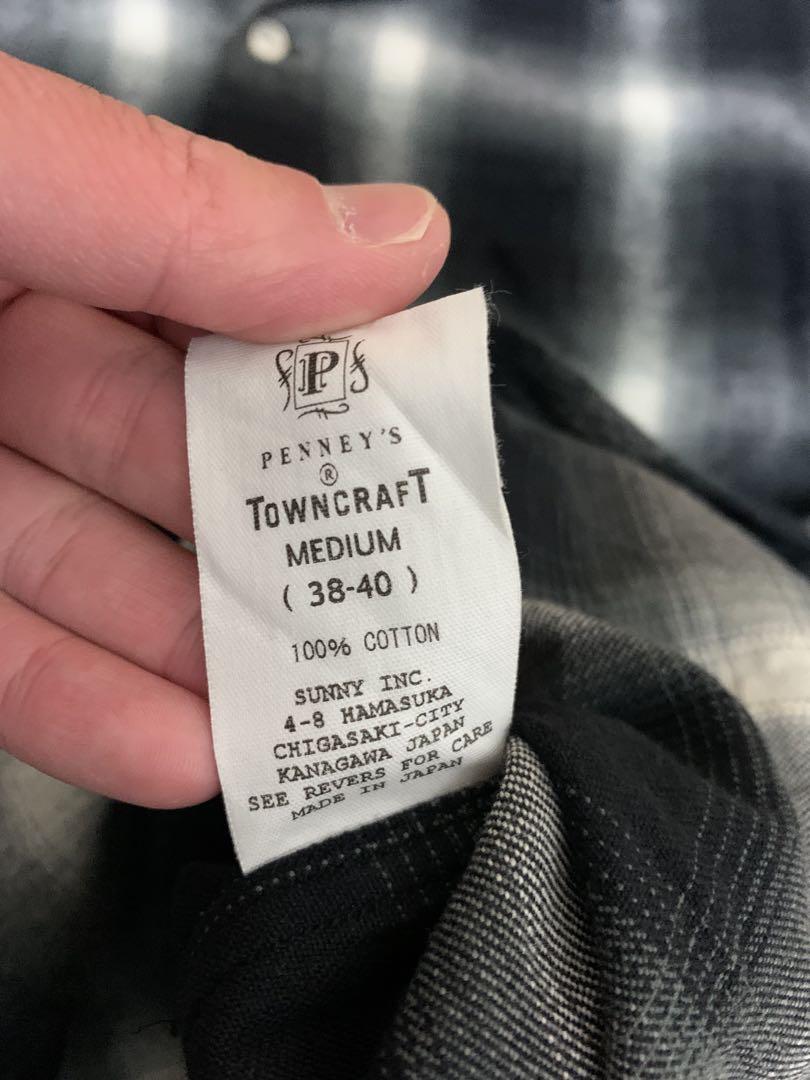 P
PENNEY'S
®
TOWNCRAFT
MEDIUM
( 38-40 )
100% COTTON
SUNNY INC.
4-8 HAMASUKA
CHIGASAKI-CITY
KANAGAWA JAPAN
SEE REVERS FOR CARE
MADE IN JAPAN